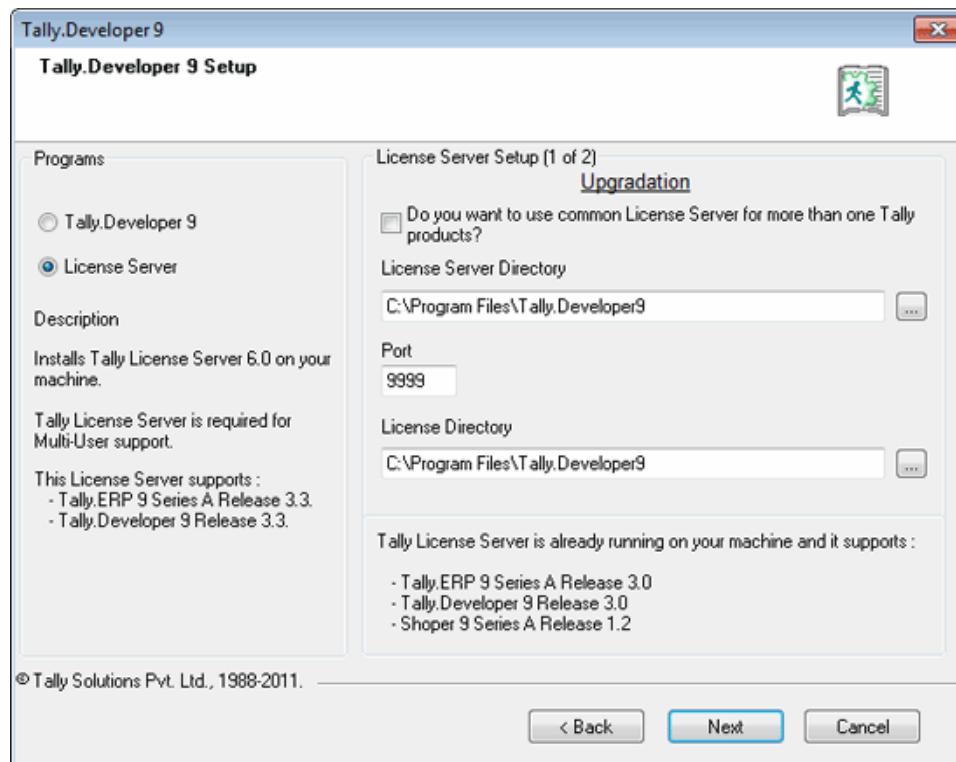 Tally.Developer 9
Tally.Developer 9 Setup
Programs
Tally.Developer 9
License Server
Description
Installs Tally License Server 6.0 on your
machine.
Tally License Server is required for
Multi-User support.
This License Server supports :
- Tally.ERP 9 Series A Release 3.3.
- Tally.Developer 9 Release 3.3.
License Server Setup (1 of 2)
Upgradation
Do you want to use common License Server for more than one Tally
products?
License Server Directory
C:\Program Files\Tally.Developer9
...
Port
9999
License Directory
C:\Program Files\Tally.Developer9
...
Tally License Server is already running on your machine and it supports :
- Tally.ERP 9 Series A Release 3.0
- Tally.Developer 9 Release 3.0
- Shoper 9 Series A Release 1.2
© Tally Solutions Pvt. Ltd., 1988-2011.
< Back
Next
Cancel